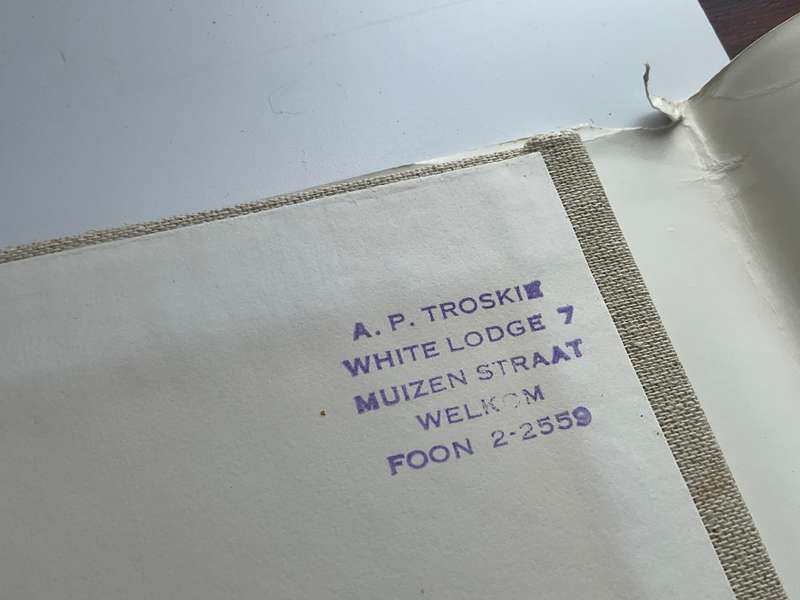 A. P. TROSKIE
WHITE LODGE 7
MUIZEN STRAAT
WELKOM
FOON 2-2559